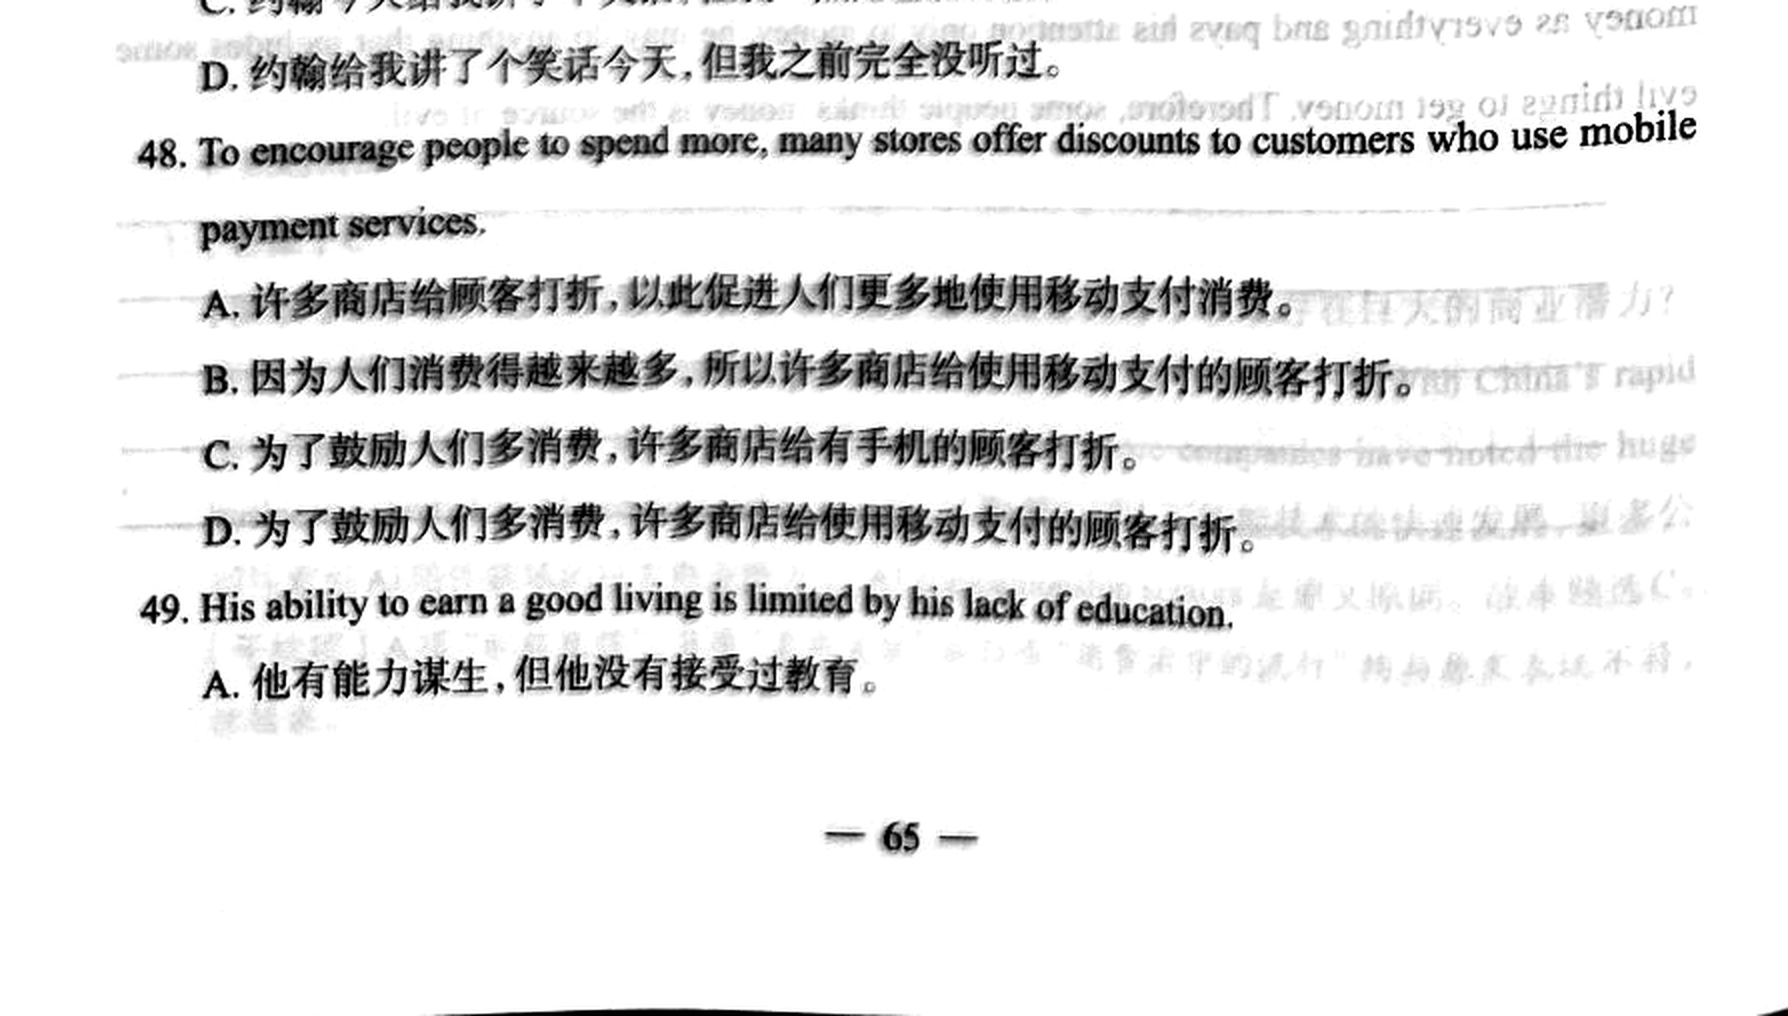 D. 约翰给我讲了个笑话今天,但我之前完全没听过。
48. To encourage people to spend more, many stores offer discounts to customers who use mobile
payment services.
A. 许多商店给顾客打折,以此促进人们更多地使用移动支付消费。
B. 因为人们消费得越来越多,所以许多商店给使用移动支付的顾客打折。
C. 为了鼓励人们多消费,许多商店给有手机的顾客打折。
D. 为了鼓励人们多消费,许多商店给使用移动支付的顾客打折。
49. His ability to earn a good living is limited by his lack of education.
A. 他有能力谋生,但他没有接受过教育。
— 65 —